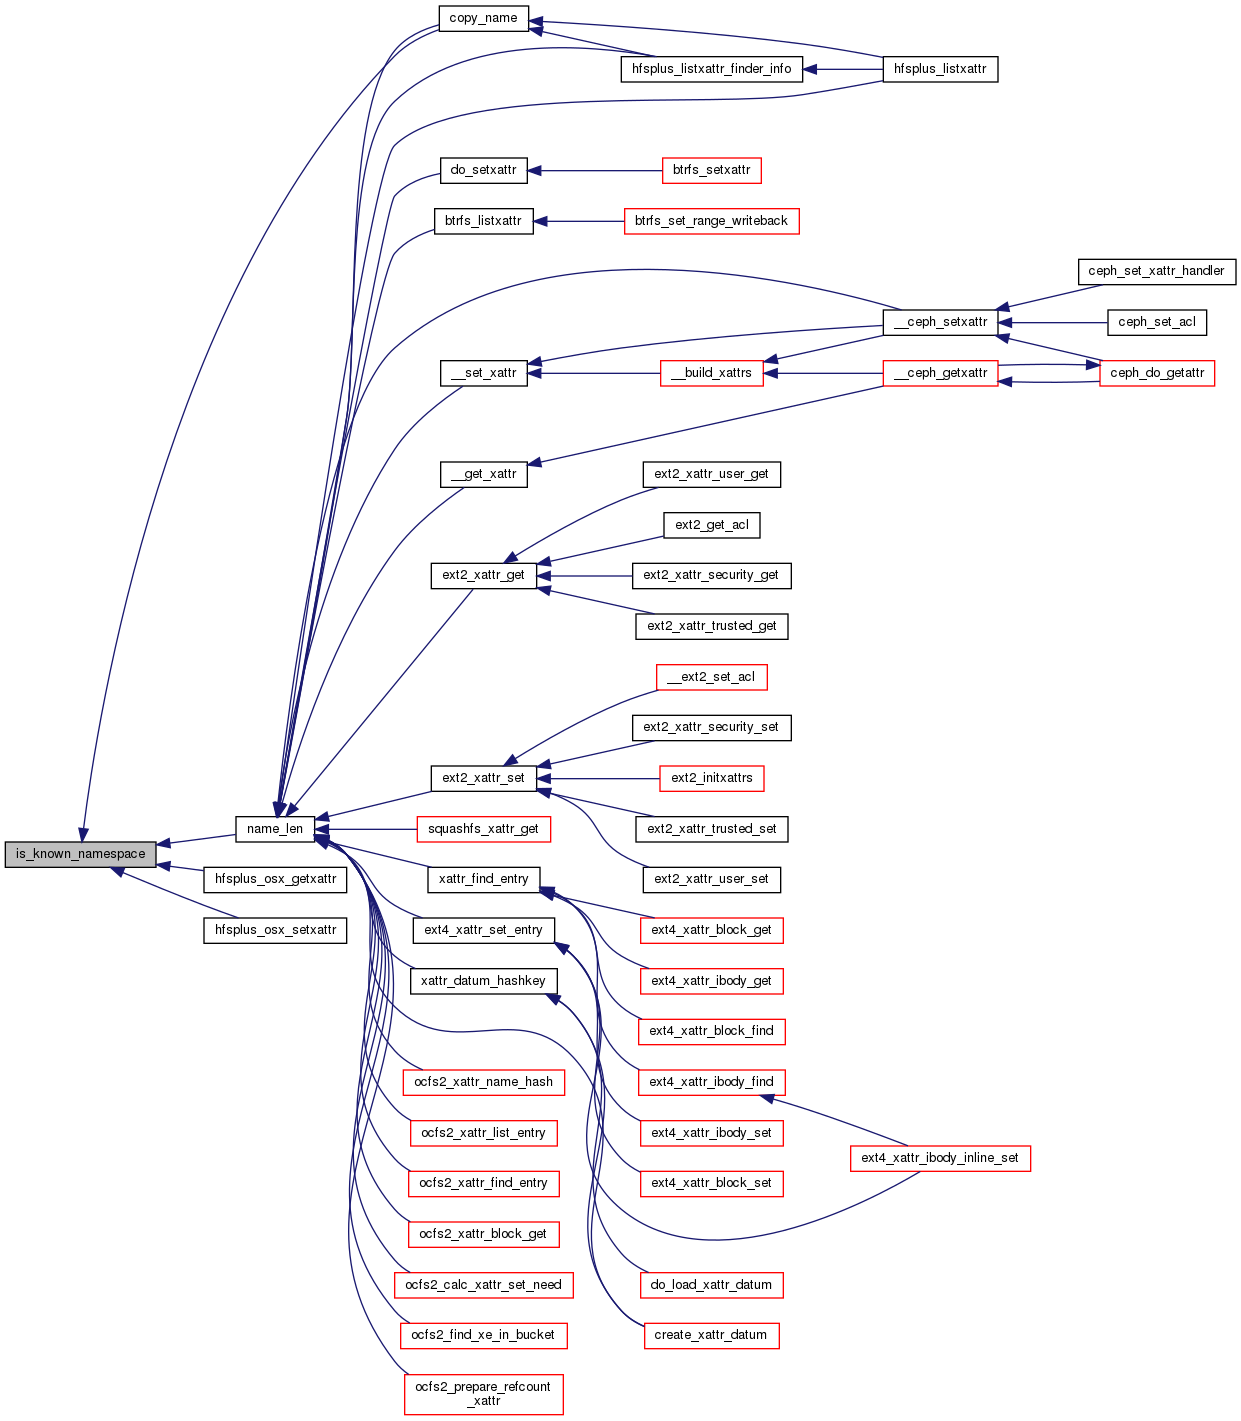 copy_name
hfsplus_listxattr_finder_info
hfsplus_listxattr
do_setxattr
btrfs_setxattr
btrfs_listxattr
btrfs_set_range_writeback
ceph_set_xattr_handler
__ceph_setxattr
ceph_set_acl
__set_xattr
__build_xattrs
__ceph_getxattr
ceph_do_getattr
__get_xattr
ext2_xattr_user_get
ext2_get_acl
ext2_xattr_get
ext2_xattr_security_get
ext2_xattr_trusted_get
__ext2_set_acl
ext2_xattr_security_set
ext2_xattr_set
ext2_initxattrs
name_len
squashfs_xattr_get
ext2_xattr_trusted_set
is_known_namespace
hfsplus_osx_getxattr
xattr_find_entry
ext2_xattr_user_set
hfsplus_osx_setxattr
ext4_xattr_set_entry
ext4_xattr_block_get
xattr_datum_hashkey
ext4_xattr_ibody_get
ext4_xattr_block_find
ocfs2_xattr_name_hash
ext4_xattr_ibody_find
ocfs2_xattr_list_entry
ext4_xattr_ibody_set
ext4_xattr_ibody_inline_set
ocfs2_xattr_find_entry
ext4_xattr_block_set
ocfs2_xattr_block_get
ocfs2_calc_xattr_set_need
do_load_xattr_datum
ocfs2_find_xe_in_bucket
create_xattr_datum
ocfs2_prepare_refcount
_xattr